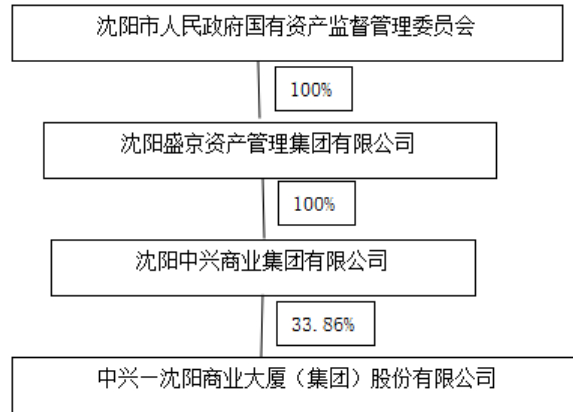 沈阳市人民政府国有资产监督管理委员会
100%
沈阳盛京资产管理集团有限公司
100%
沈阳中兴商业集团有限公司
33.86%
中兴一沈阳商业大厦（集团）股份有限公司